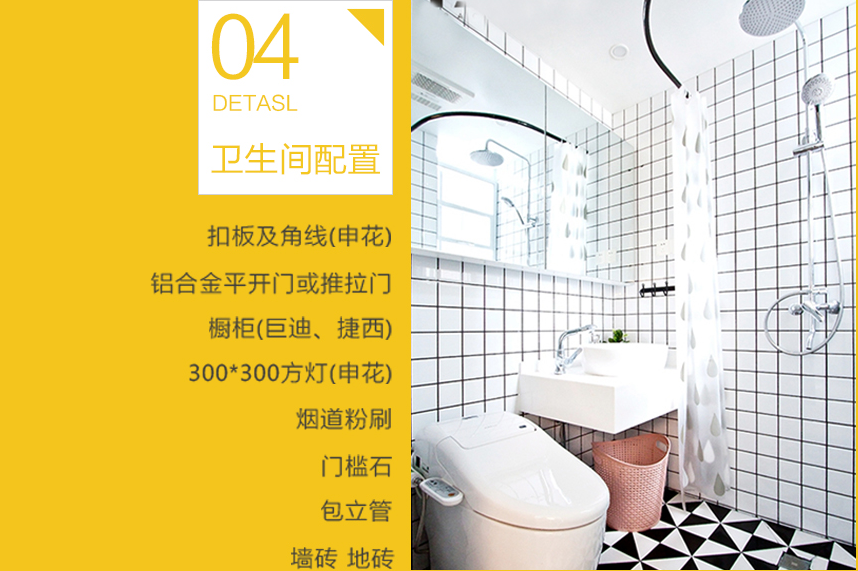 04
DETASL
卫生间配置
扣板及角线(申花)
铝合金平开门或推拉门
橱柜(巨迪、捷西)
300*300方灯(申花)
烟道粉刷
门槛石
包立管
墙砖 地砖